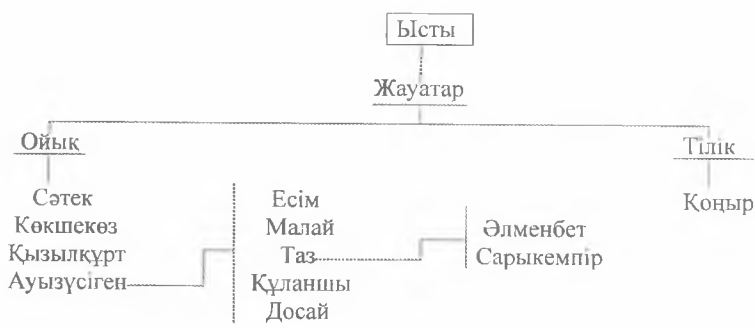 Ысты
Жауатар
Ойық
Тілік
Сәтек
Көкшекөз
Қызылқұрт
Ауызүсіген
Есім
Малай
Таз
Құланшы
Досай
Әлменбет
Сарыкемпір
Қоңыр